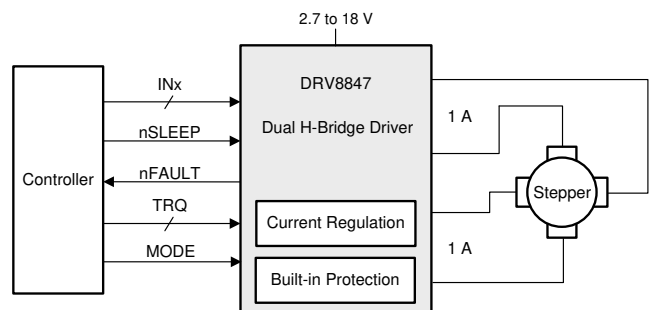 2.7 to 18 V
DRV8847
Dual H-Bridge Driver
Controller
INx
nSLEEP
nFAULT
TRQ
MODE
Current Regulation
Built-in Protection
1 A
1 A
Stepper